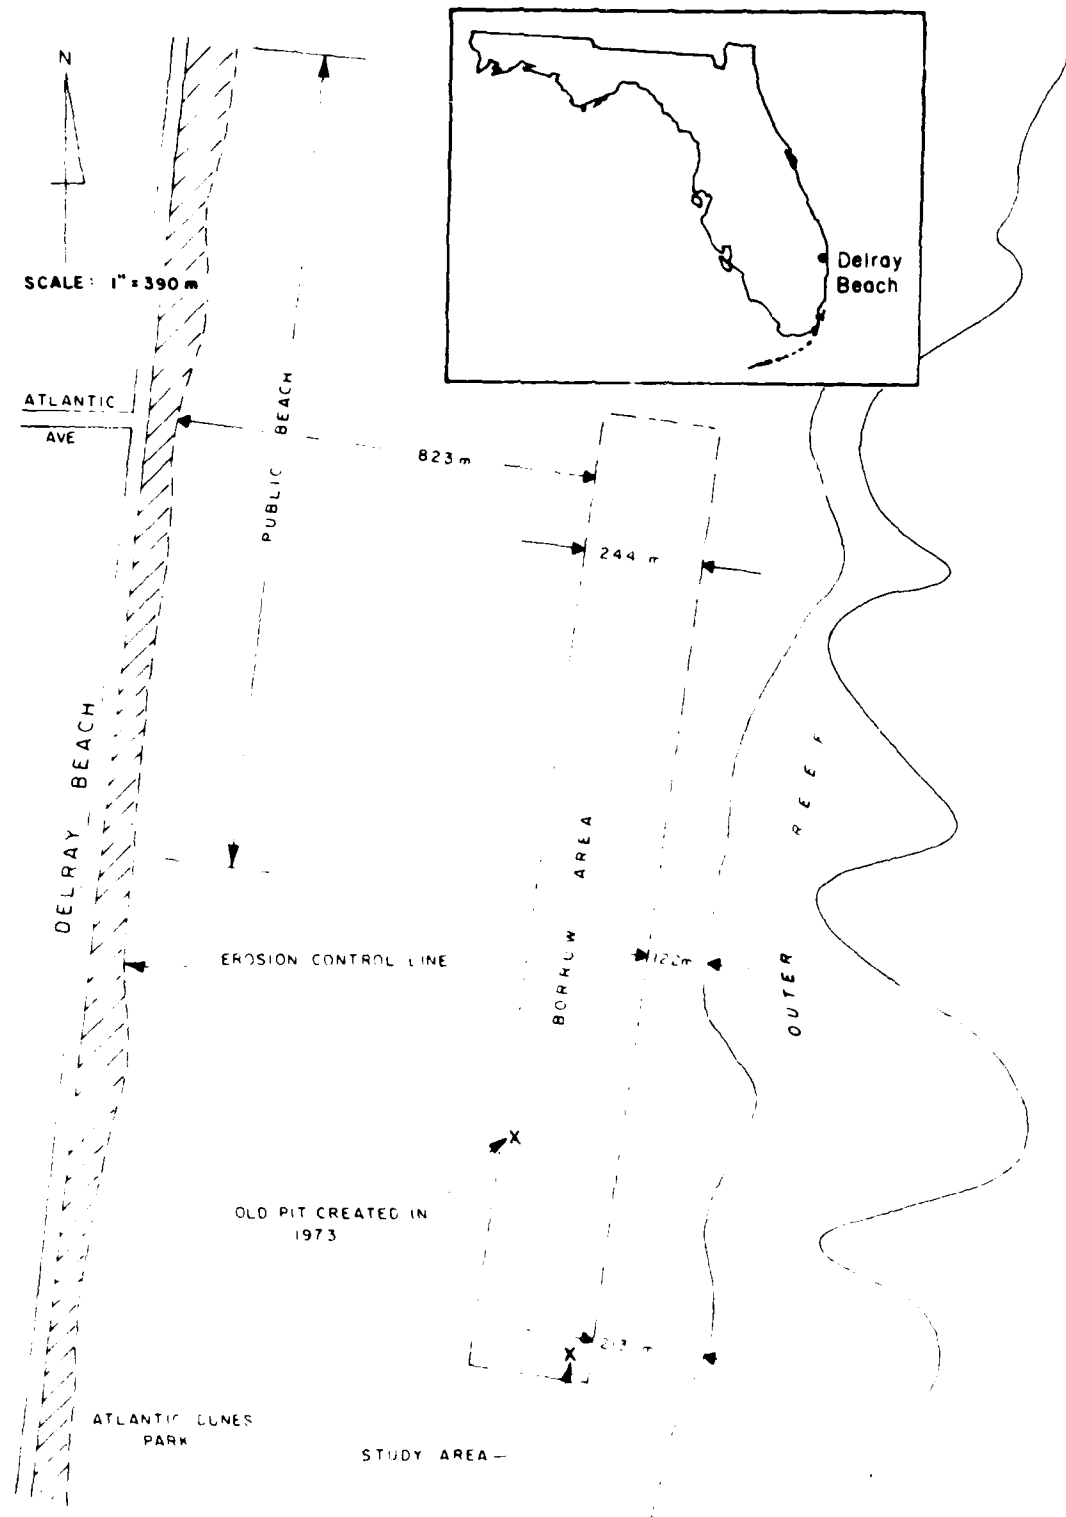 N
SCALE: 1" = 390 m
Delray
Beach
ATLANTIC
AVE
PUBLIC BEACH
823 m
244 m
DELRAY BEACH
BORROW AREA
OUTER REEF
EROSION CONTROL LINE
122m
X
OLD PIT CREATED IN
1973
X
213 m
ATLANTIC DUNES
PARK
STUDY AREA